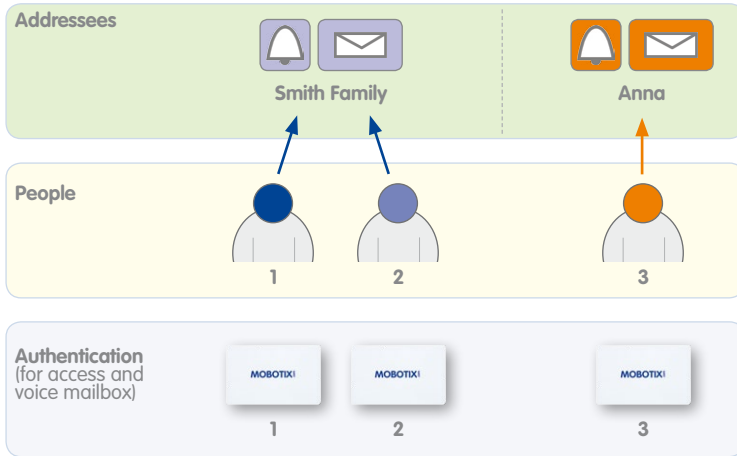 Addressees
Smith Family
Anna
People
1
2
3
Authentication
(for access and
voice mailbox)
MOBOTIX
MOBOTIX
MOBOTIX
1
2
3